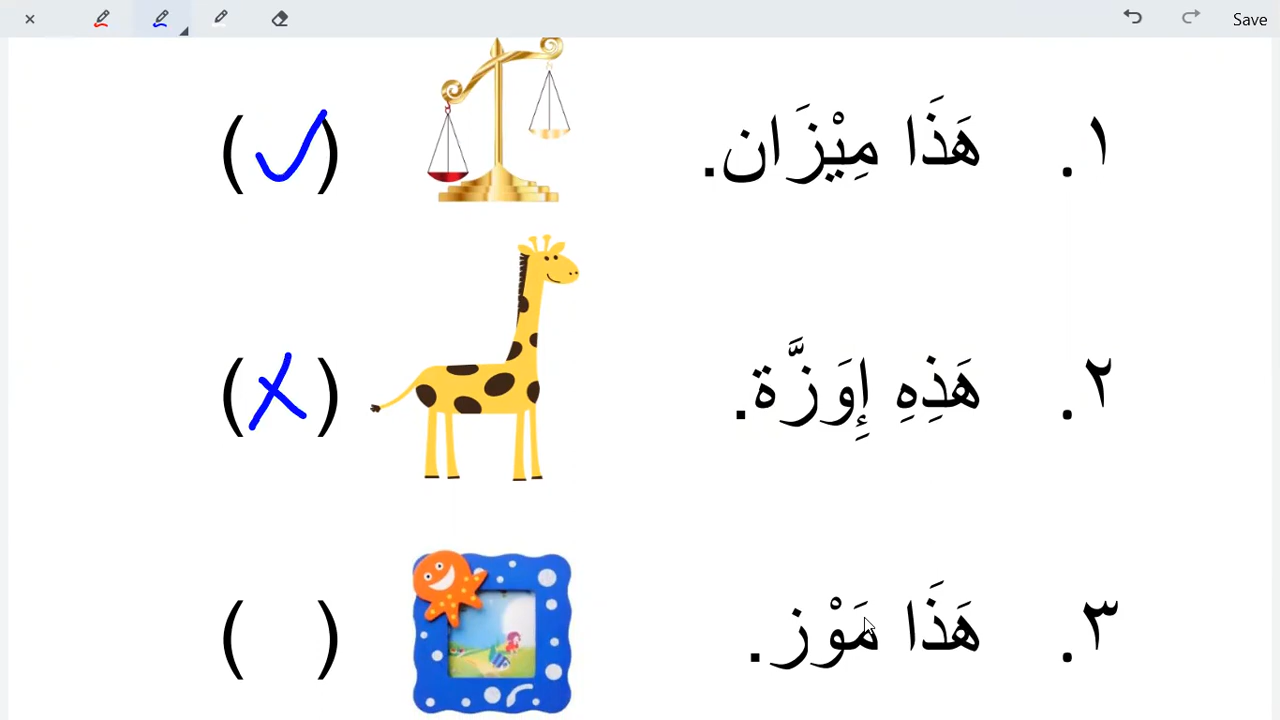 Save
١. هَذَا مِيْزَان. (✓)
٢. هَذِهِ إِوَزَّة. (✗)
٣. هَذَا مَوْز. ( )